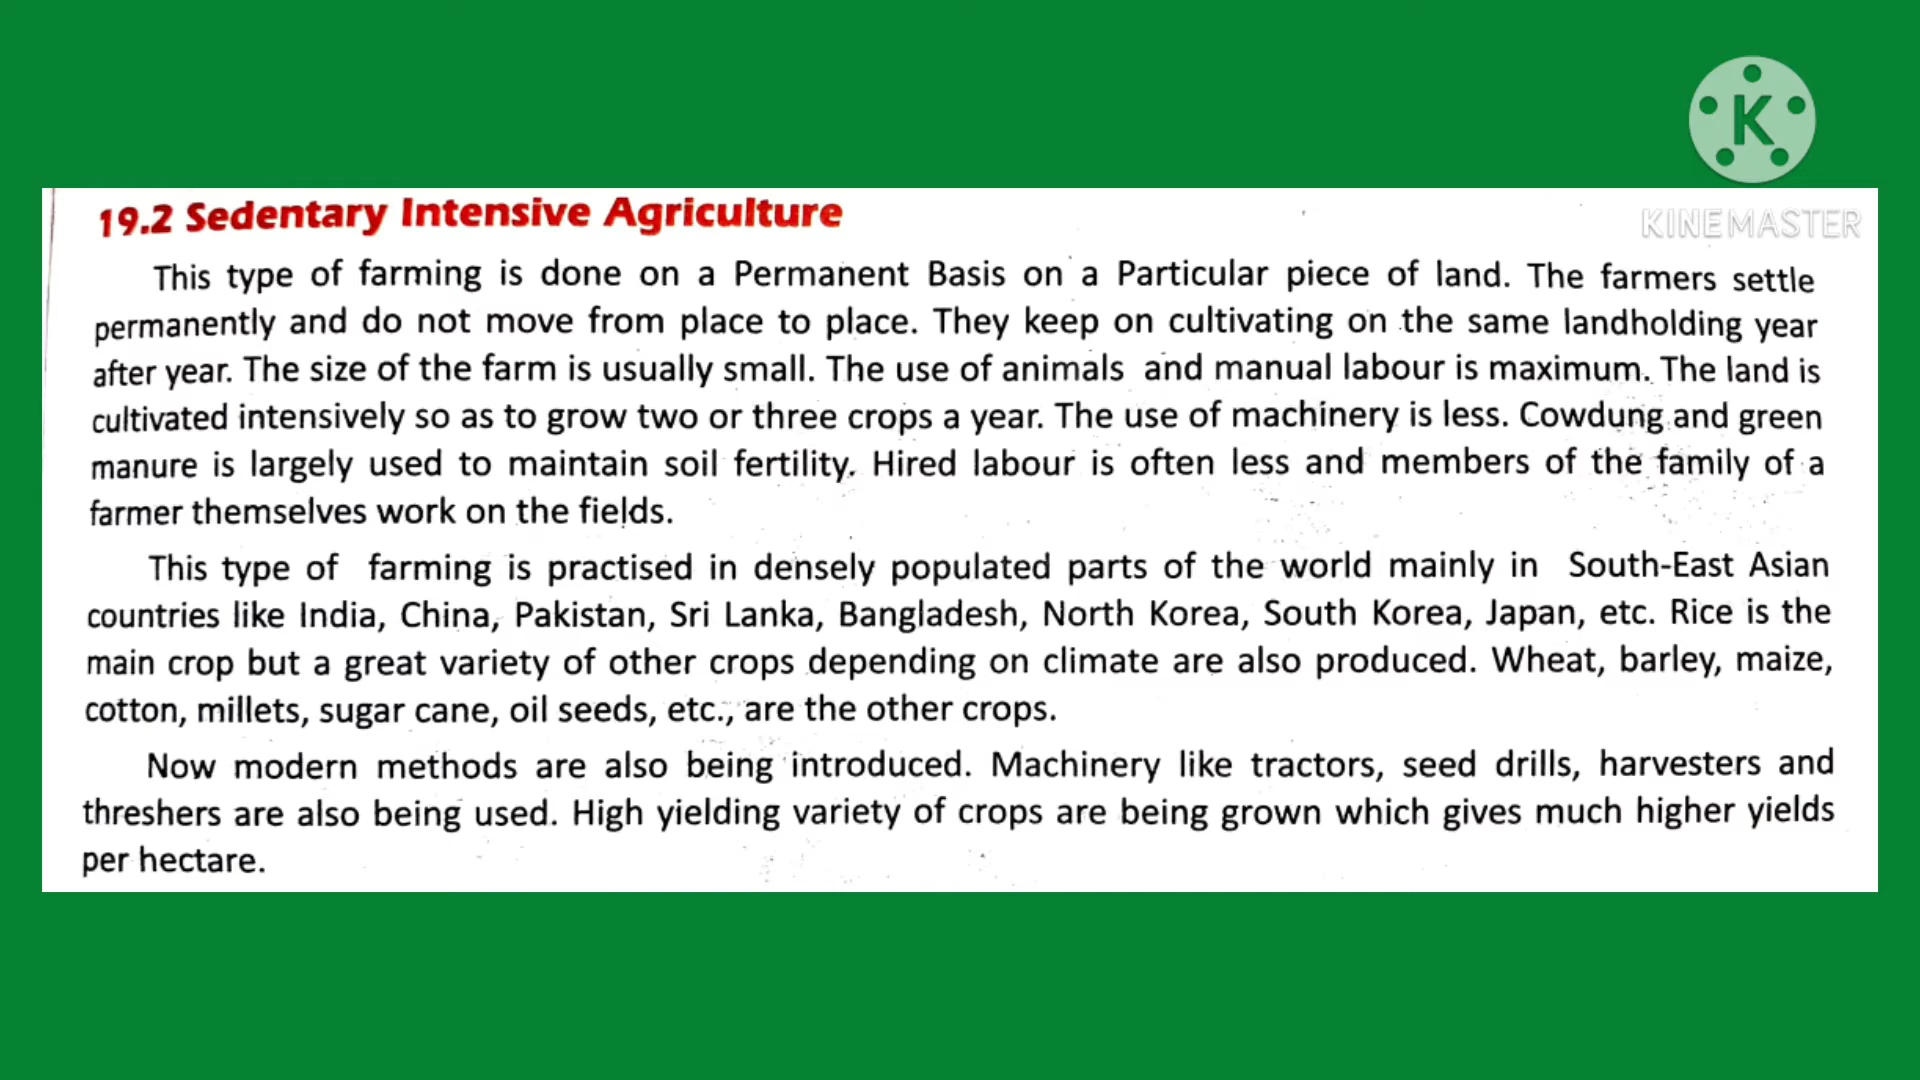 K
KINEMASTER
19.2 Sedentary Intensive Agriculture
This type of farming is done on a Permanent Basis on a Particular piece of land. The farmers settle
permanently and do not move from place to place. They keep on cultivating on the same landholding year
after year. The size of the farm is usually small. The use of animals and manual labour is maximum. The land is
cultivated intensively so as to grow two or three crops a year. The use of machinery is less. Cowdung and green
manure is largely used to maintain soil fertility. Hired labour is often less and members of the family of a
farmer themselves work on the fields.
This type of farming is practised in densely populated parts of the world mainly in South-East Asian
countries like India, China, Pakistan, Sri Lanka, Bangladesh, North Korea, South Korea, Japan, etc. Rice is the
main crop but a great variety of other crops depending on climate are also produced. Wheat, barley, maize,
cotton, millets, sugar cane, oil seeds, etc., are the other crops.
Now modern methods are also being introduced. Machinery like tractors, seed drills, harvesters and
threshers are also being used. High yielding variety of crops are being grown which gives much higher yields
per hectare.